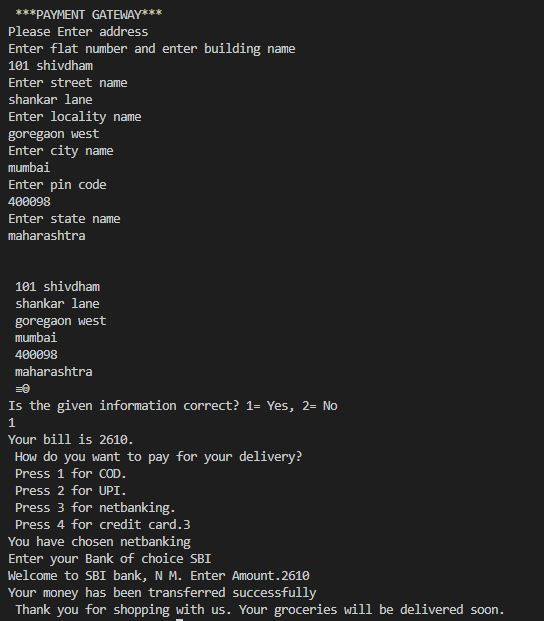 ***PAYMENT GATEWAY***
Please Enter address
Enter flat number and enter building name
101 shivdham
Enter street name
shankar lane
Enter locality name
goregaon west
Enter city name
mumbai
Enter pin code
400098
Enter state name
maharashtra
101 shivdham
shankar lane
goregaon west
mumbai
400098
maharashtra
Is the given information correct? 1= Yes, 2= No
1
Your bill is 2610.
How do you want to pay for your delivery?
Press 1 for COD.
Press 2 for UPI.
Press 3 for netbanking.
Press 4 for credit card.3
You have chosen netbanking
Enter your Bank of choice SBI
Welcome to SBI bank, N M. Enter Amount.2610
Your money has been transferred successfully
Thank you for shopping with us. Your groceries will be delivered soon.